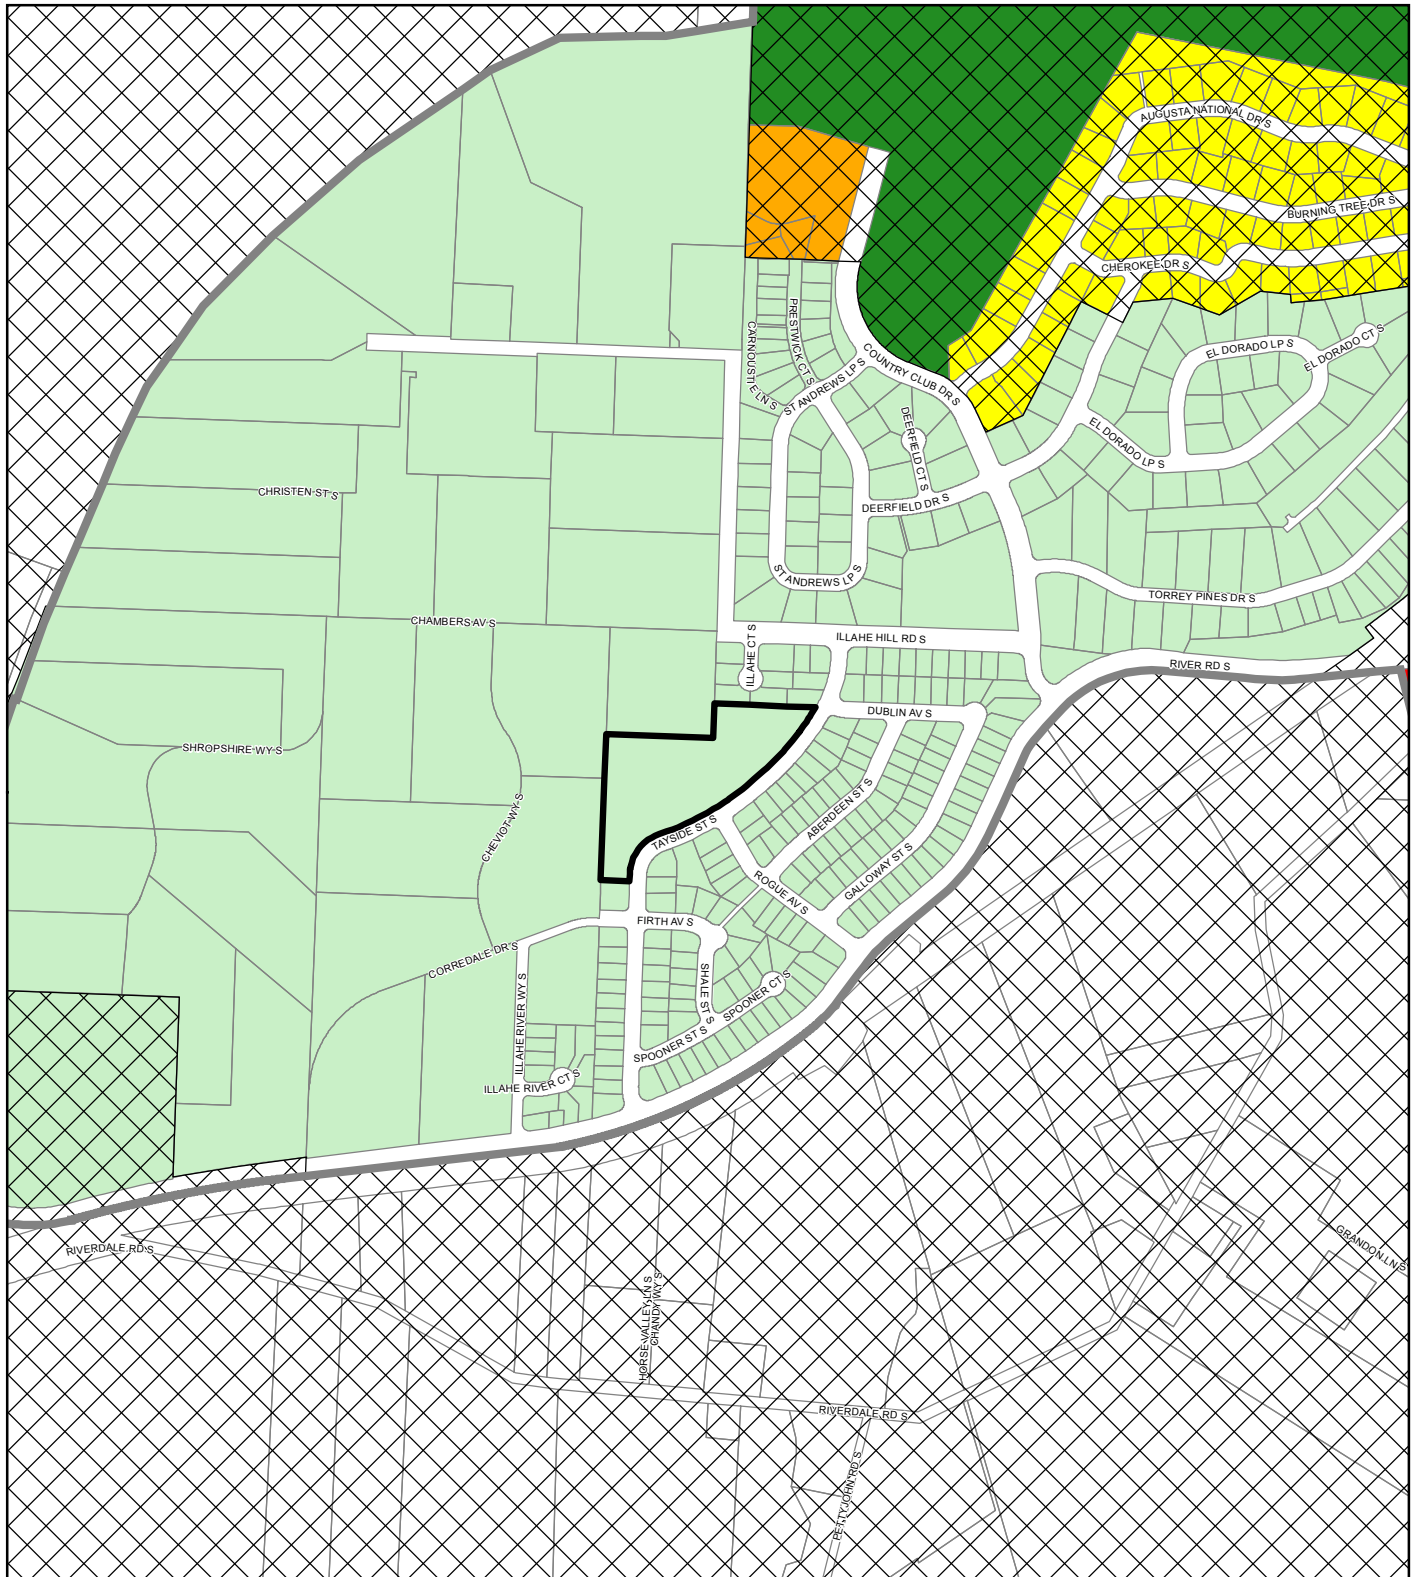 AUGUSTA NATIONAL DR S
BURNING TREE DR S
CHEROKEE DR S
PRESTWICK CT S
CARNOUSTIE LN S
ST ANDREWS LP S
COUNTRY CLUB DR S
EL DORADO LP S
EL DORADO CT S
DEERFIELD CT S
EL DORADO LP S
CHRISTEN ST S
DEERFIELD DR S
ST ANDREWS LP S
TORREY PINES DR S
CHAMBERS AV S
ILLAHE HILL RD S
ILLAHE CT S
RIVER RD S
DUBLIN AV S
SHROPSHIRE WY S
CHEVIOT WY S
TAYSIDE ST S
ABERDEEN ST S
GALLOWAY ST S
ROGUE AV S
FIRTH AV S
CORREDALE DR S
SHALE ST S
SPOONER CT S
ILLAHE RIVER WY S
SPOONER ST S
ILLAHE RIVER CT S
RIVERDALE RD S
GRANDON LN S
HORSE VALLEY LN S
CHANDY WY S
RIVERDALE RD S
PETTYJOHN RD S